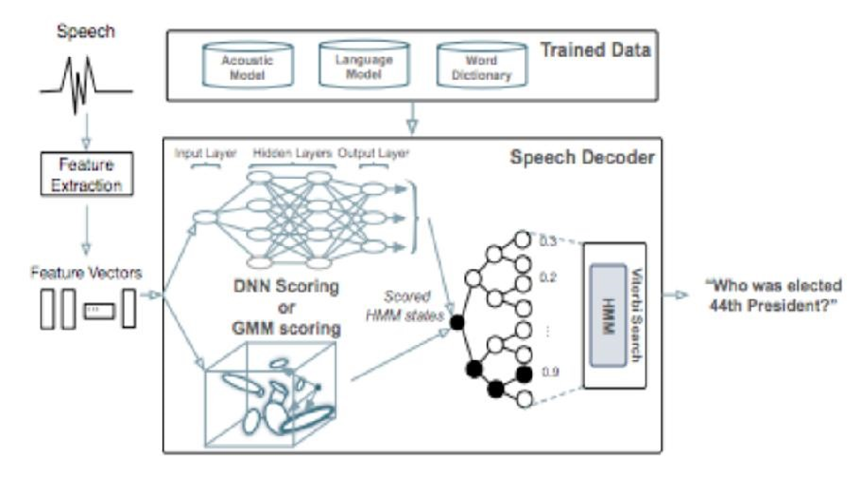 Speech
Acoustic
Model
Language
Model
Word
Dictionary
Trained Data
Feature
Extraction
Feature Vectors
Input Layer
Hidden Layers
Output Layer
Speech Decoder
DNN Scoring
or
GMM scoring
Scored
HMM states
0.3
0.2
:
0.9
HMM
Vitorbi Search
"Who was elected
44th President?"